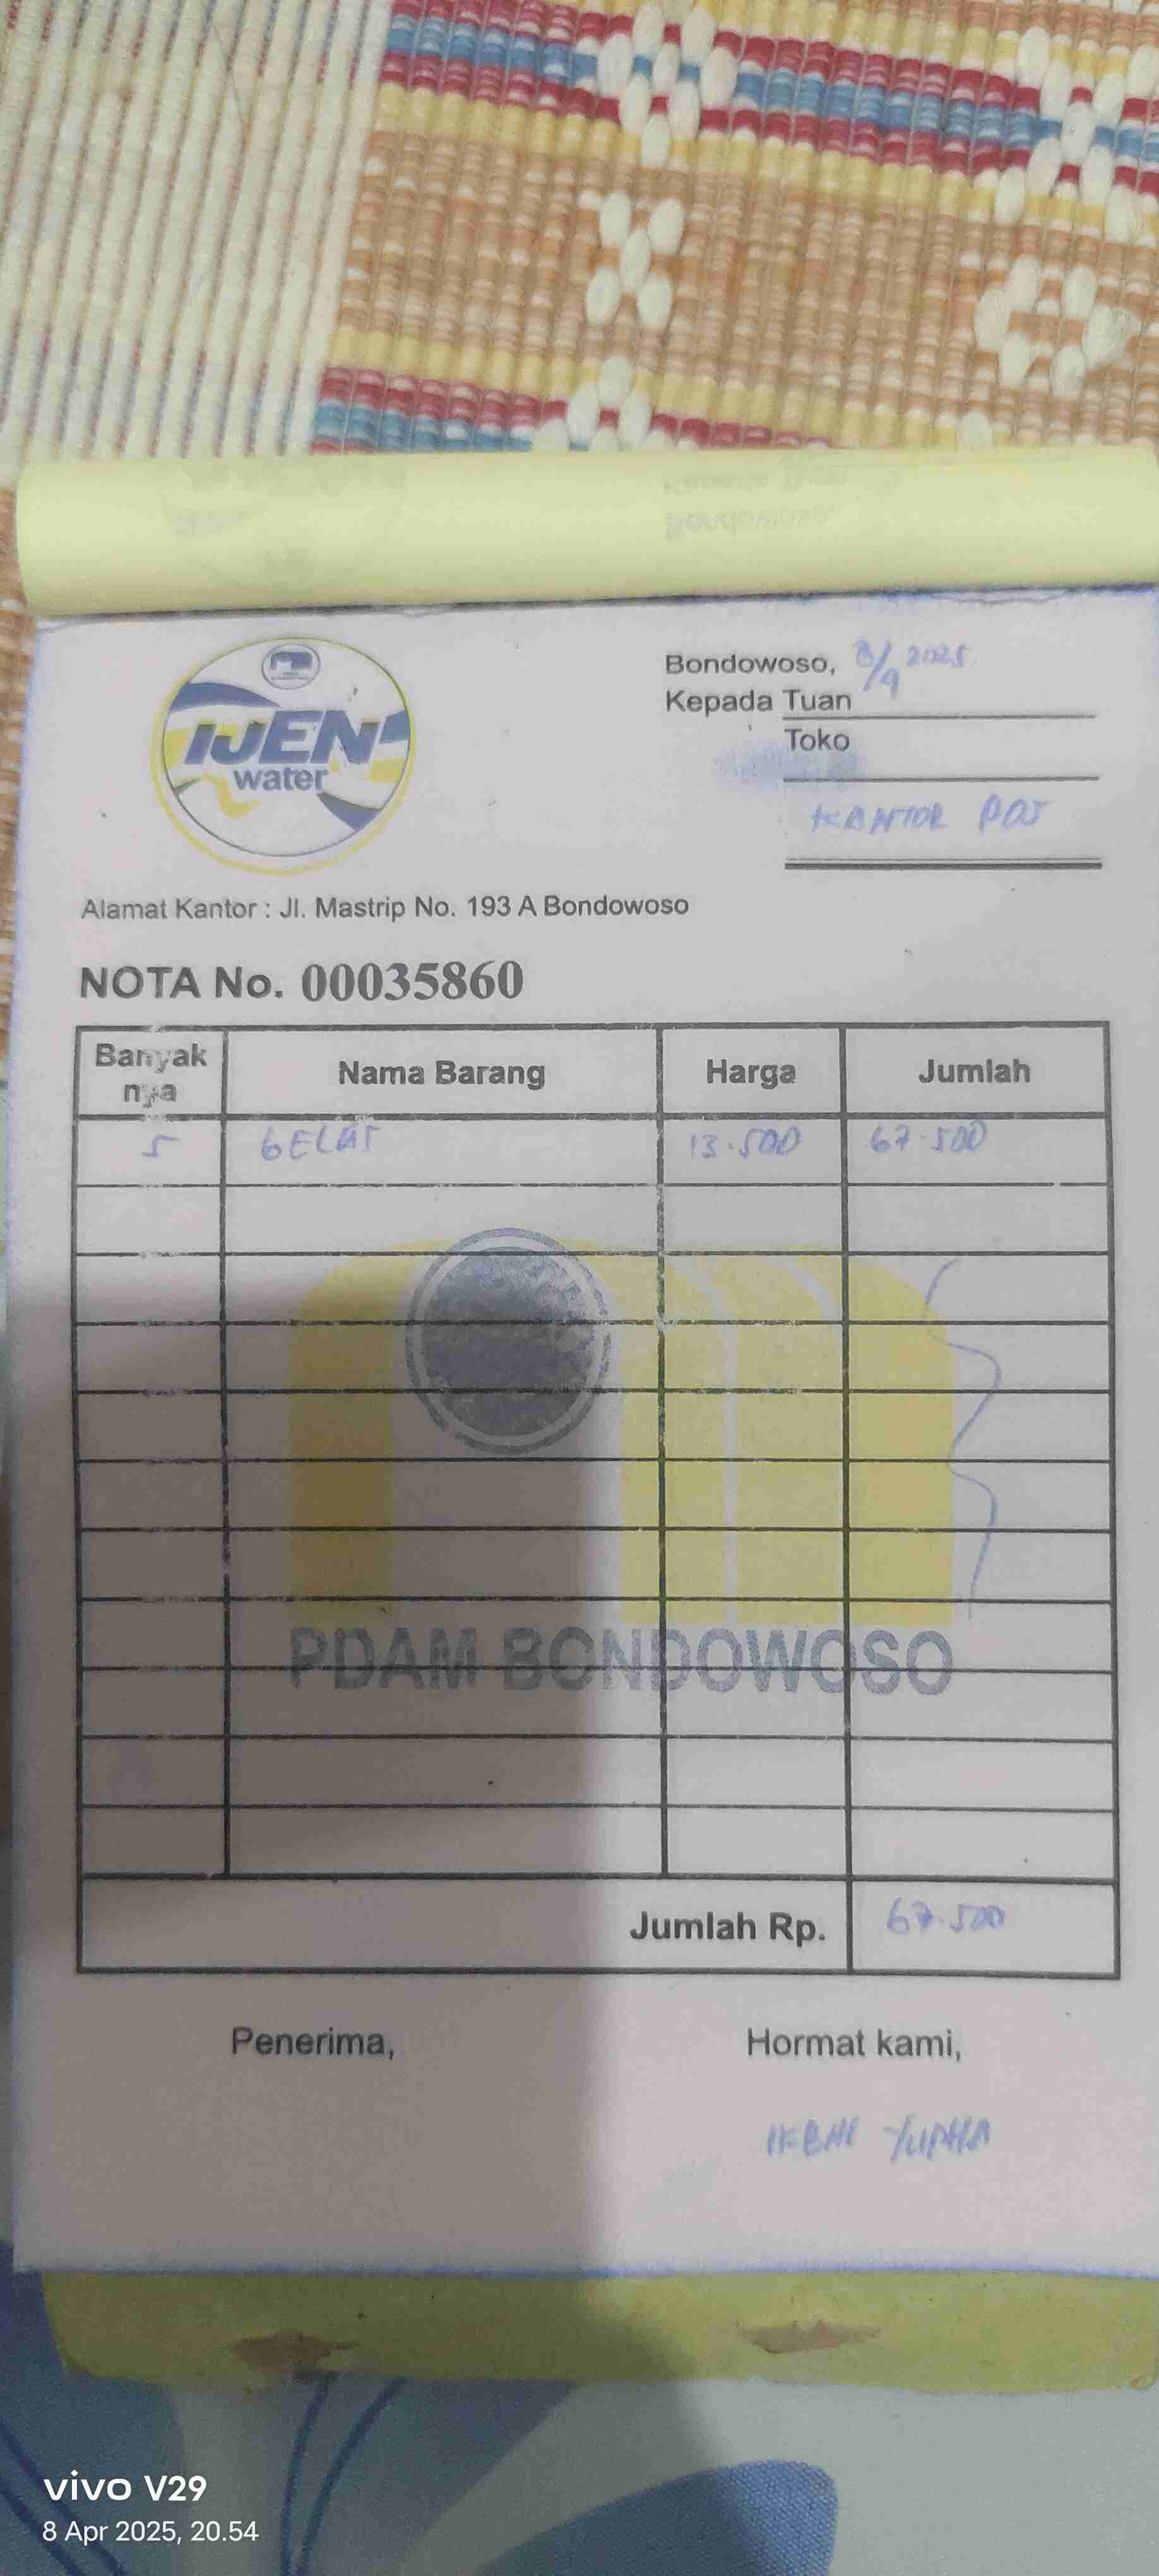 IJEN
water
Bondowoso, 8/4 2025
Kepada Tuan
Toko
KANTOR POS
Alamat Kantor : Jl. Mastrip No. 193 A Bondowoso
NOTA No. 00035860
Banyak nya Nama Barang Harga Jumlah
5 GELAS 13.500 67.500
PDAM BONDOWOSO
Jumlah Rp. 67.500
Penerima, Hormat kami,
vivo V29
8 Apr 2025, 20.54